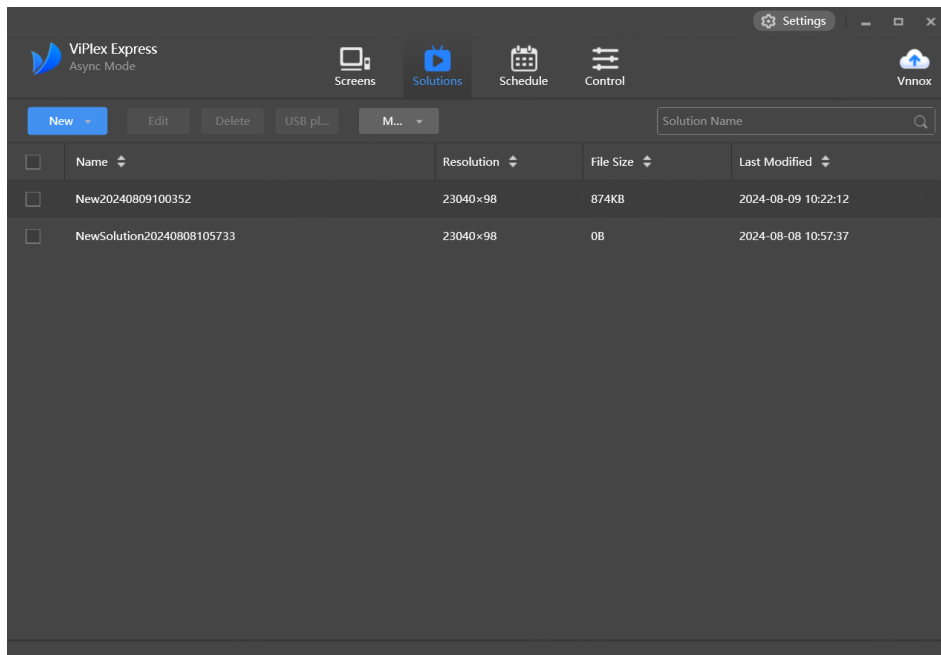 Settings
ViPlex Express
Async Mode
Screens
Solutions
Schedule
Control
Vnnox
New
Edit
Delete
USB pl...
M...
Solution Name
Name
Resolution
File Size
Last Modified
New20240809100352 23040×98 874KB 2024-08-09 10:22:12
NewSolution20240808105733 23040×98 0B 2024-08-08 10:57:37